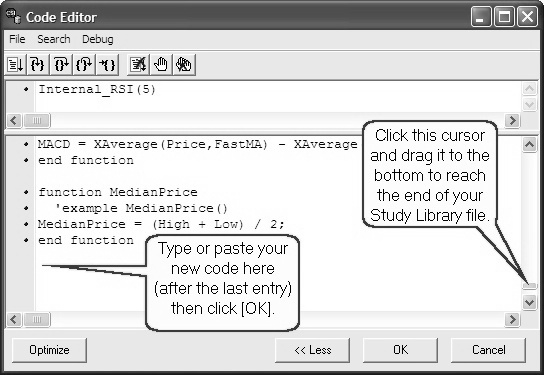 CSI Code Editor
File Search Debug
Internal_RSI(5)
MACD = XAverage(Price,FastMA) - XAverage
end function
function MedianPrice
'example MedianPrice()
MedianPrice = (High + Low) / 2;
end function
Click this cursor
and drag it to the
bottom to reach
the end of your
Study Library file.
Type or paste your
new code here
(after the last entry)
then click [OK].
Optimize << Less OK Cancel